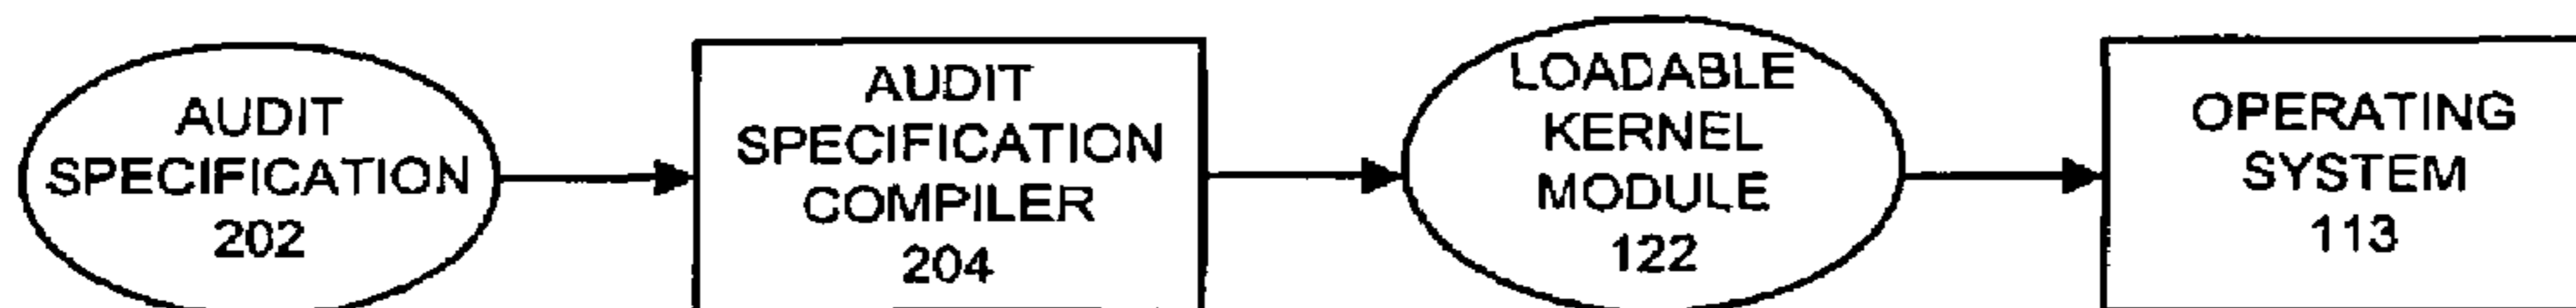 AUDIT
SPECIFICATION
202
AUDIT
SPECIFICATION
COMPILER
204
LOADABLE
KERNEL
MODULE
122
OPERATING
SYSTEM
113